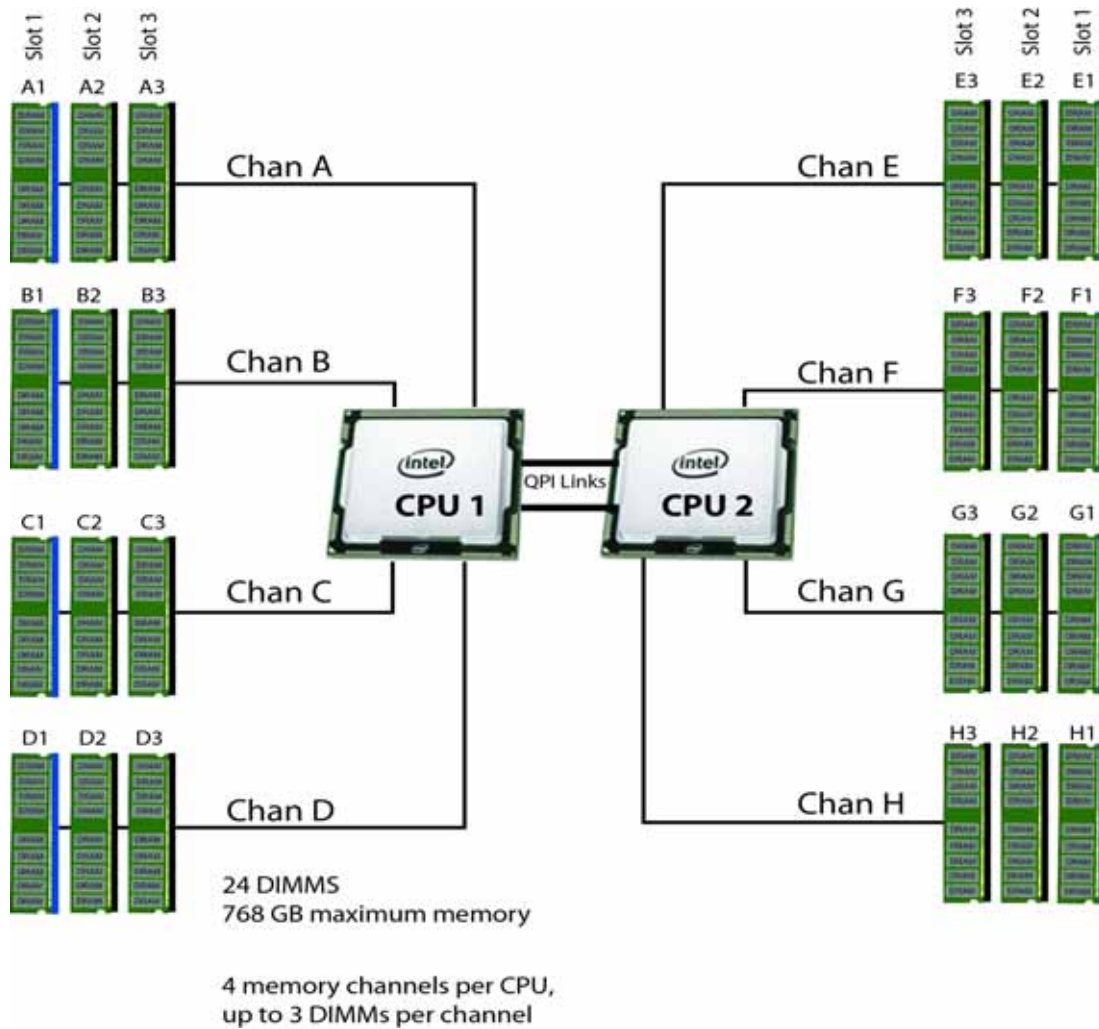 Slot 1 Slot 2 Slot 3
Slot 3 Slot 2 Slot 1
A1 A2 A3
E3 E2 E1
Chan A
Chan E
B1 B2 B3
F3 F2 F1
Chan B
Chan F
intel
CPU 1
QPI Links
intel
CPU 2
C1 C2 C3
G3 G2 G1
Chan C
Chan G
D1 D2 D3
H3 H2 H1
Chan D
Chan H
24 DIMMS
768 GB maximum memory
4 memory channels per CPU,
up to 3 DIMMs per channel